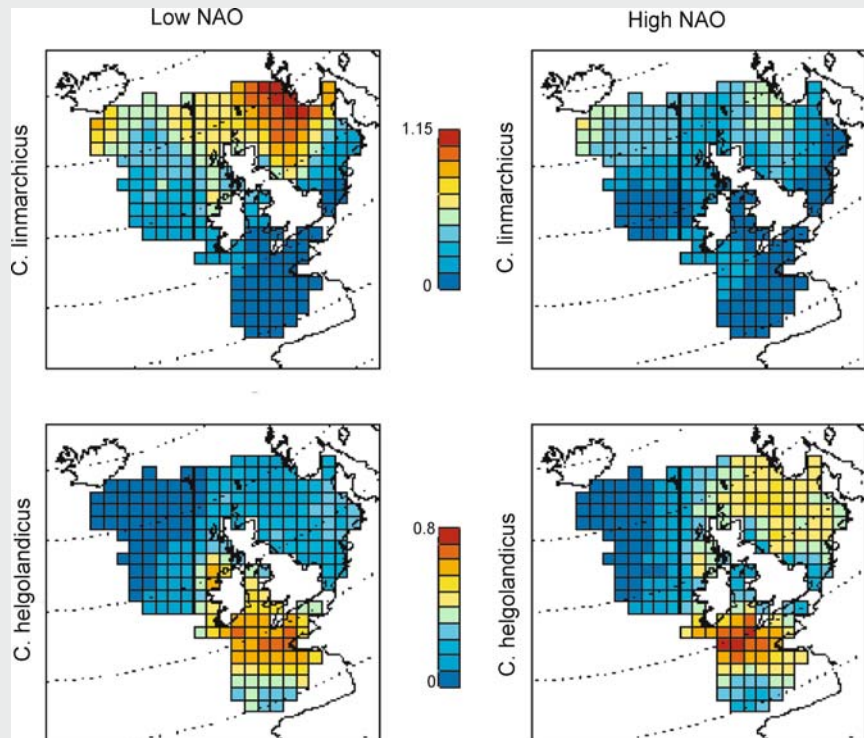 Low NAO
High NAO
C. linmarchicus
1.15
0
C. linmarchicus
C. helgolandicus
0.8
0
C. helgolandicus